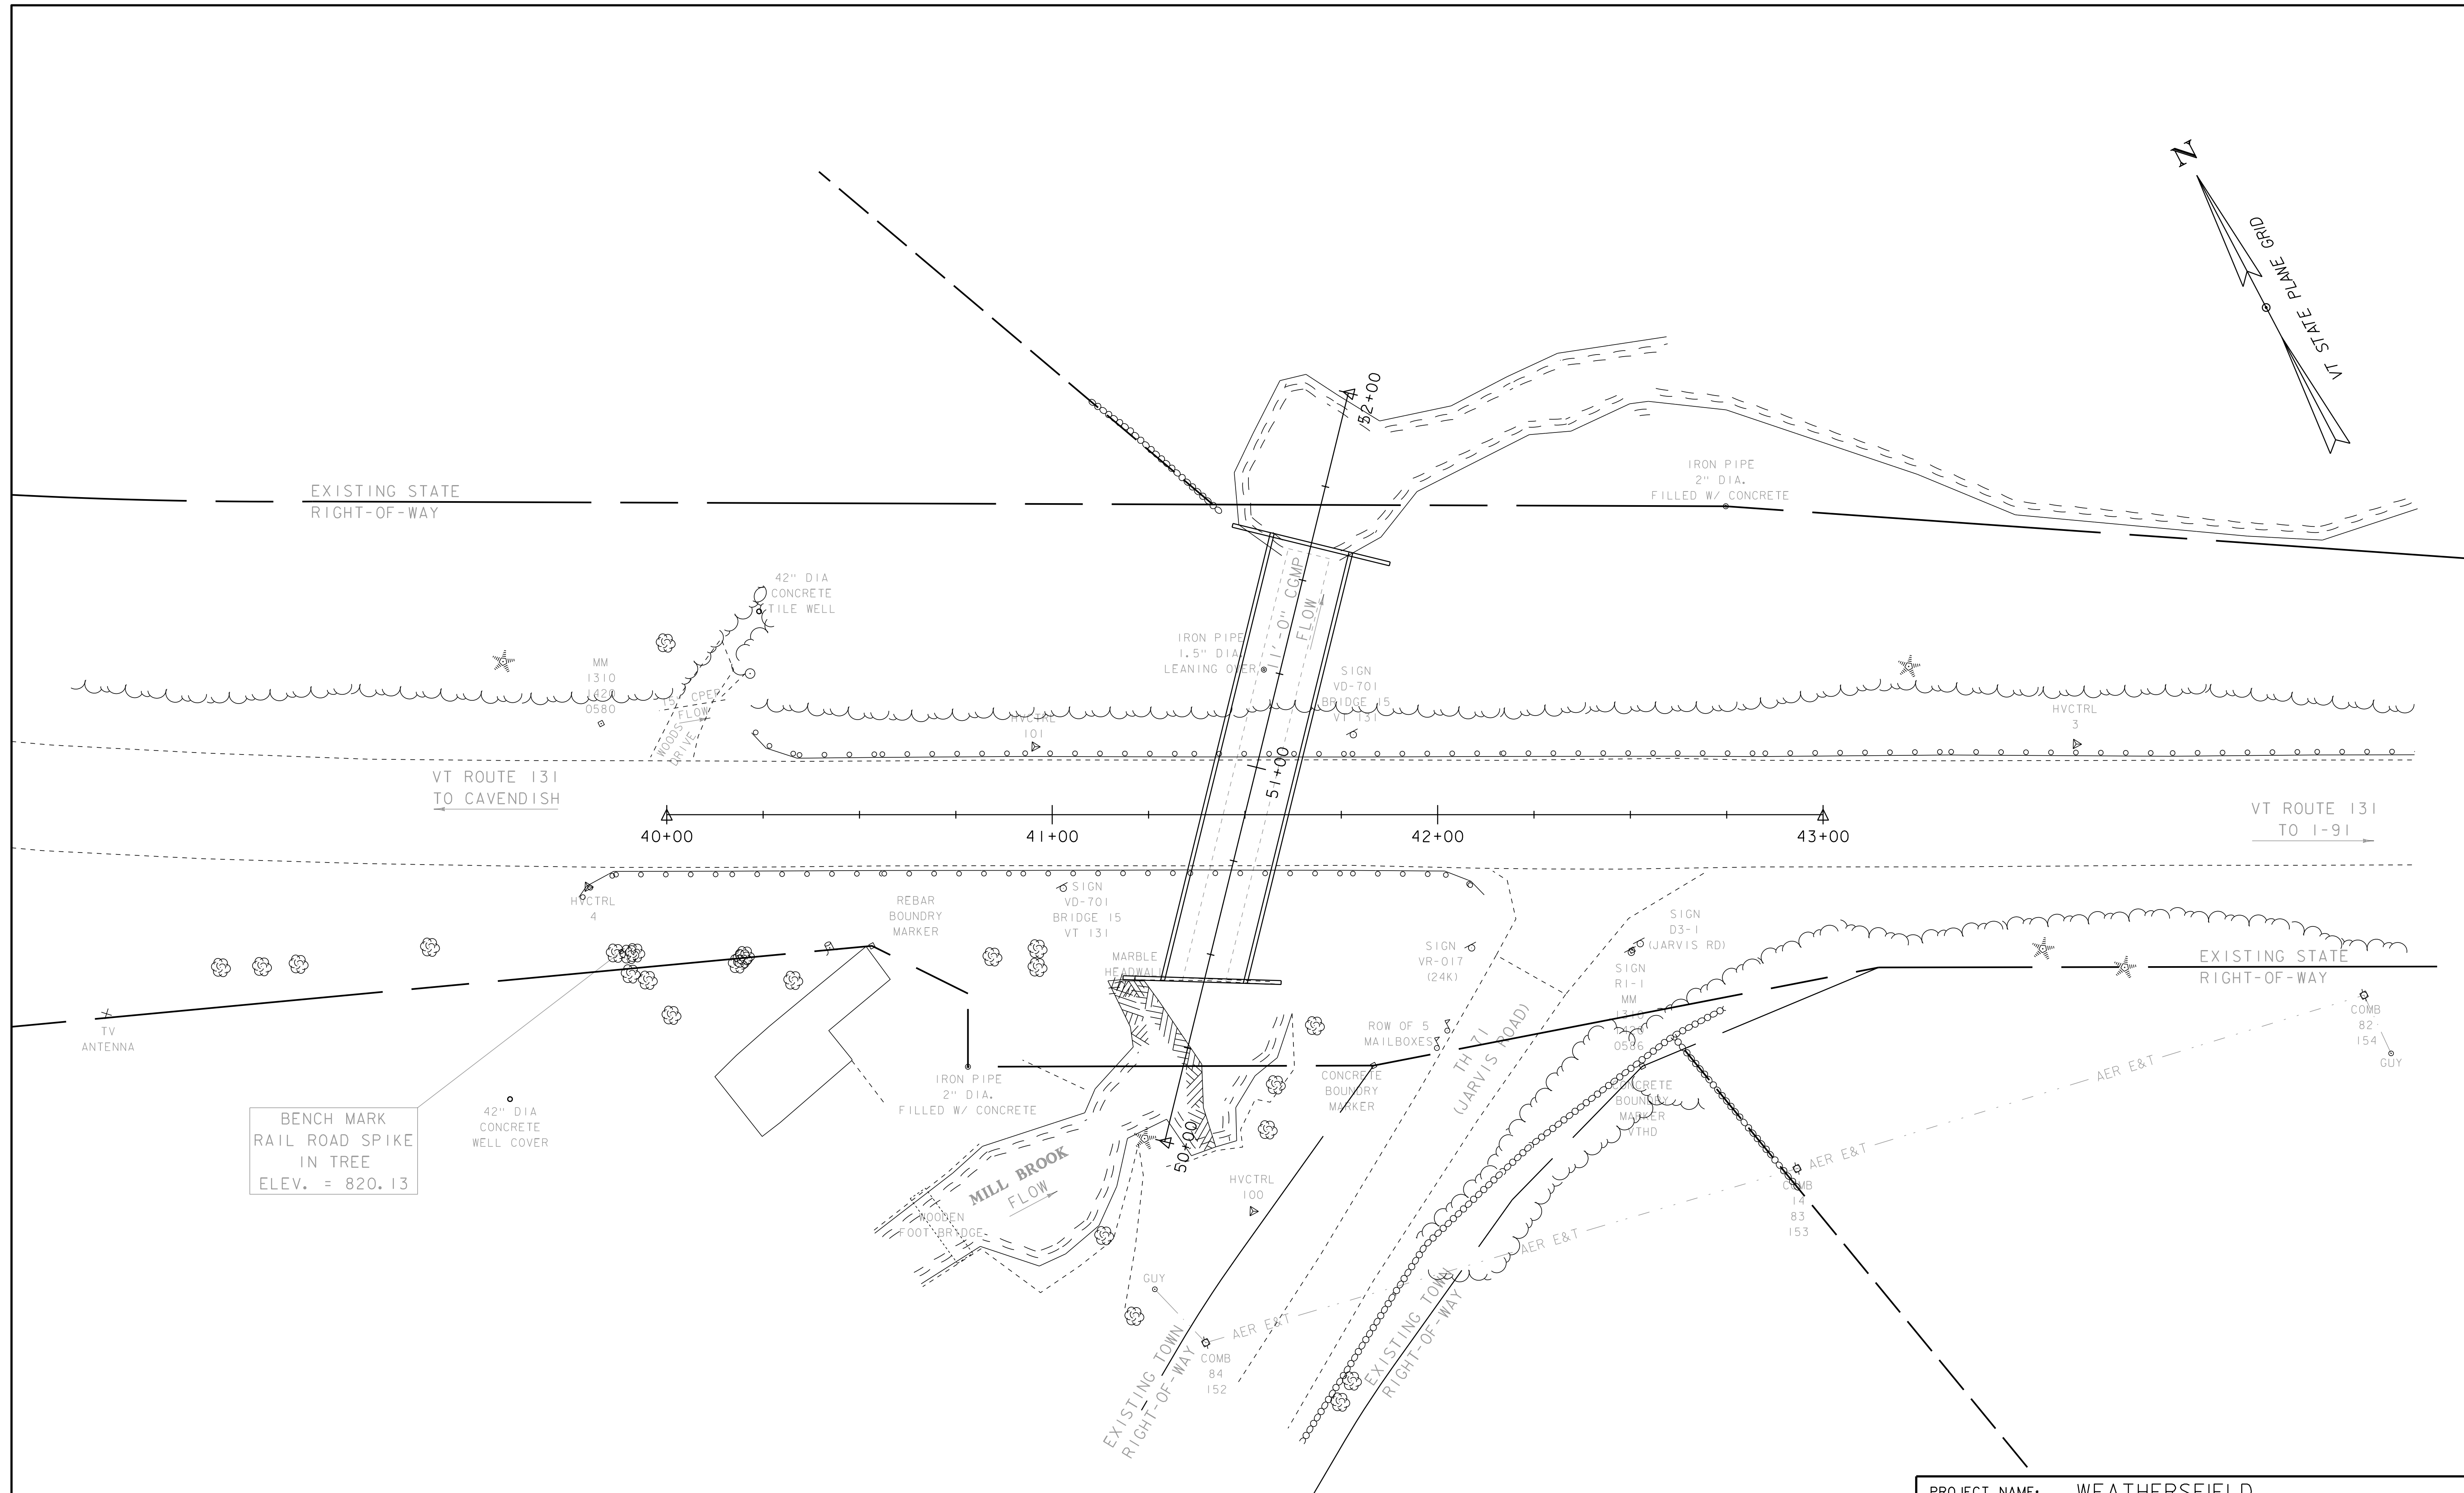 N
VT STATE PLANE GRID
52+00
EXISTING STATE
RIGHT-OF-WAY
IRON PIPE
2" DIA.
FILLED W/ CONCRETE
42" DIA
CONCRETE
TILE WELL
11'-0" CGMP
FLOW
IRON PIPE
1.5" DIA.
LEANING OVER
SIGN
VD-701
BRIDGE 15
VT 131
MM
1310
1420
0580
15" CPEP
FLOW
WOODS
DRIVE
HVCTRL
101
HVCTRL
3
VT ROUTE 131
TO CAVENDISH
51+00
VT ROUTE 131
TO I-91
40+00
41+00
42+00
43+00
HVCTRL
4
REBAR
BOUNDRY
MARKER
SIGN
VD-701
BRIDGE 15
VT 131
MARBLE
HEADWALL
SIGN
VR-017
(24K)
SIGN
D3-1
(JARVIS RD)
SIGN
R1-1
MM
1310
1420
0586
EXISTING STATE
RIGHT-OF-WAY
TV
ANTENNA
ROW OF 5
MAILBOXES
TH 71
(JARVIS ROAD)
COMB
82
154
GUY
AER E&T
IRON PIPE
2" DIA.
FILLED W/ CONCRETE
CONCRETE
BOUNDRY
MARKER
CONCRETE
BOUNDRY
MARKER
VTHD
BENCH MARK
RAIL ROAD SPIKE
IN TREE
ELEV. = 820.13
42" DIA
CONCRETE
WELL COVER
50+00
MILL BROOK
FLOW
AER E&T
HVCTRL
100
COMB
14
83
153
WOODEN
FOOT BRIDGE
AER E&T
GUY
AER E&T
EXISTING TOWN
RIGHT-OF-WAY
COMB
84
152
EXISTING TOWN
RIGHT-OF-WAY
PROJECT NAME: WEATHERSFIELD